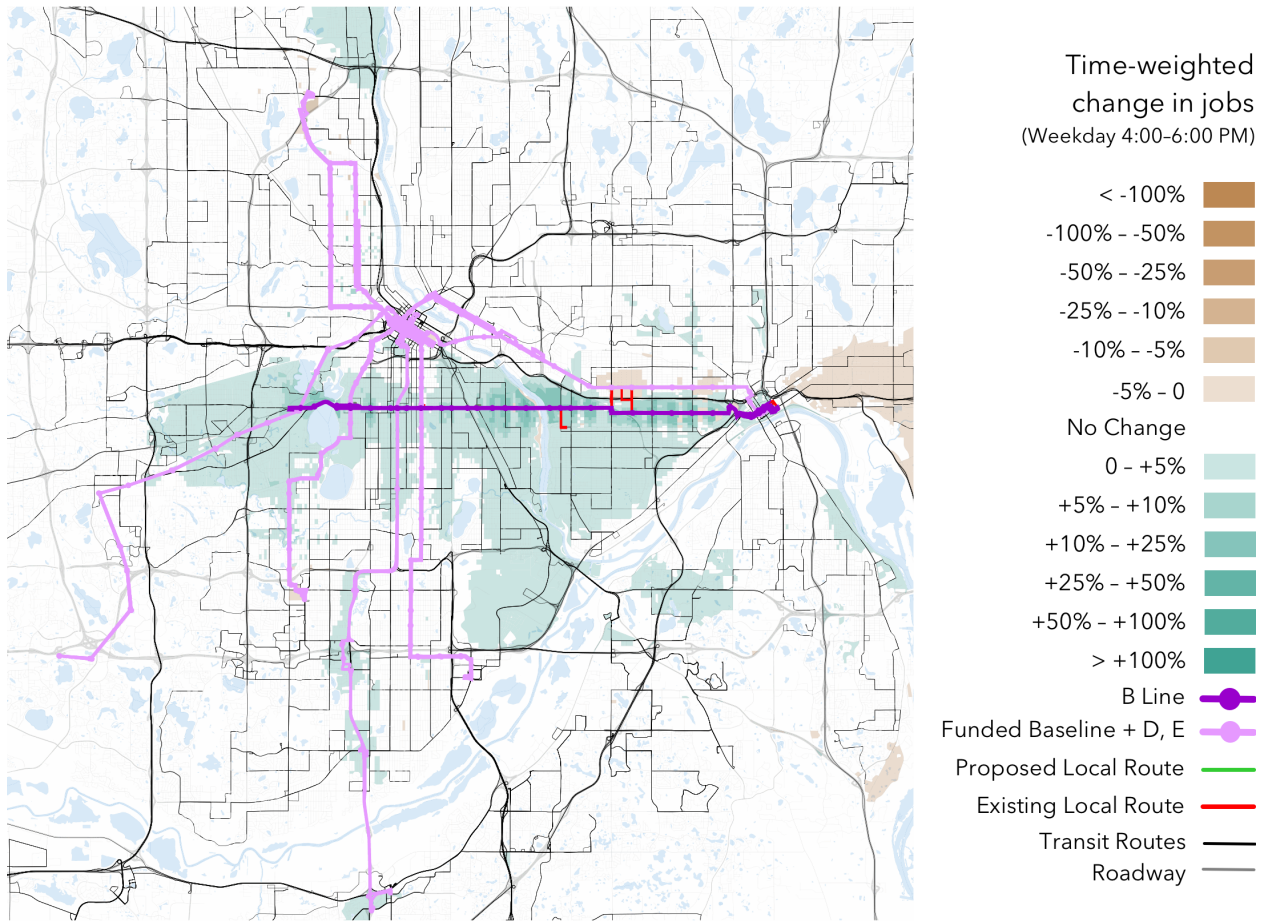 Time-weighted
change in jobs
(Weekday 4:00–6:00 PM)
< -100%
-100% – -50%
-50% – -25%
-25% – -10%
-10% – -5%
-5% – 0
No Change
0 – +5%
+5% – +10%
+10% – +25%
+25% – +50%
+50% – +100%
> +100%
B Line
Funded Baseline + D, E
Proposed Local Route
Existing Local Route
Transit Routes
Roadway